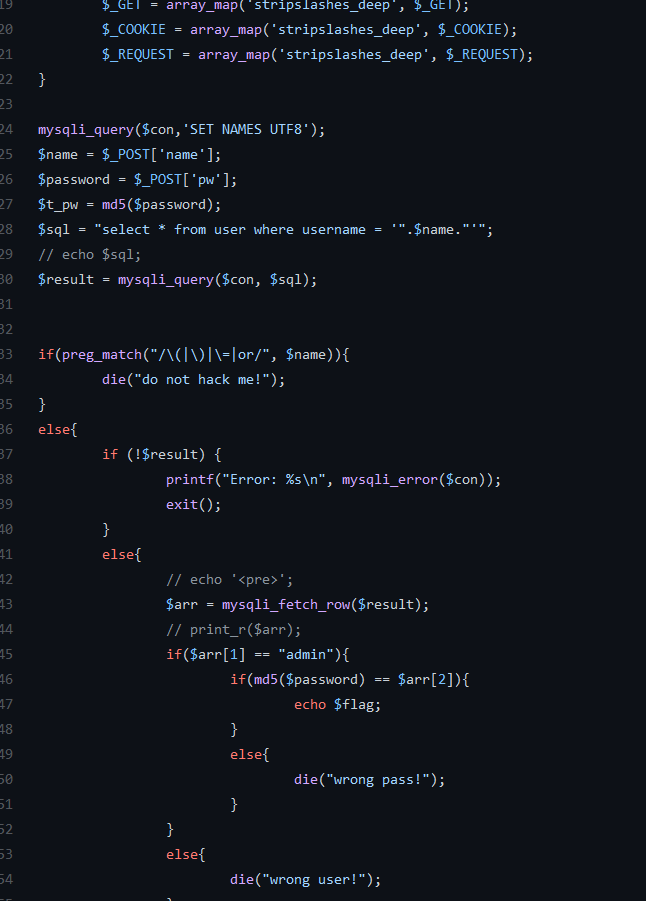 19 $_GET = array_map('stripslashes_deep', $_GET);
20 $_COOKIE = array_map('stripslashes_deep', $_COOKIE);
21 $_REQUEST = array_map('stripslashes_deep', $_REQUEST);
22 }
23
24 mysqli_query($con,'SET NAMES UTF8');
25 $name = $_POST['name'];
26 $password = $_POST['pw'];
27 $t_pw = md5($password);
28 $sql = "select * from user where username = '".$name."'";
29 // echo $sql;
30 $result = mysqli_query($con, $sql);
31
32
33 if(preg_match("/\(|\)|\=|or/", $name)){
34 die("do not hack me!");
35 }
36 else{
37 if (!$result) {
38 printf("Error: %s\n", mysqli_error($con));
39 exit();
40 }
41 else{
42 // echo '<pre>';
43 $arr = mysqli_fetch_row($result);
44 // print_r($arr);
45 if($arr[1] == "admin"){
46 if(md5($password) == $arr[2]){
47 echo $flag;
48 }
49 else{
50 die("wrong pass!");
51 }
52 }
53 else{
54 die("wrong user!");